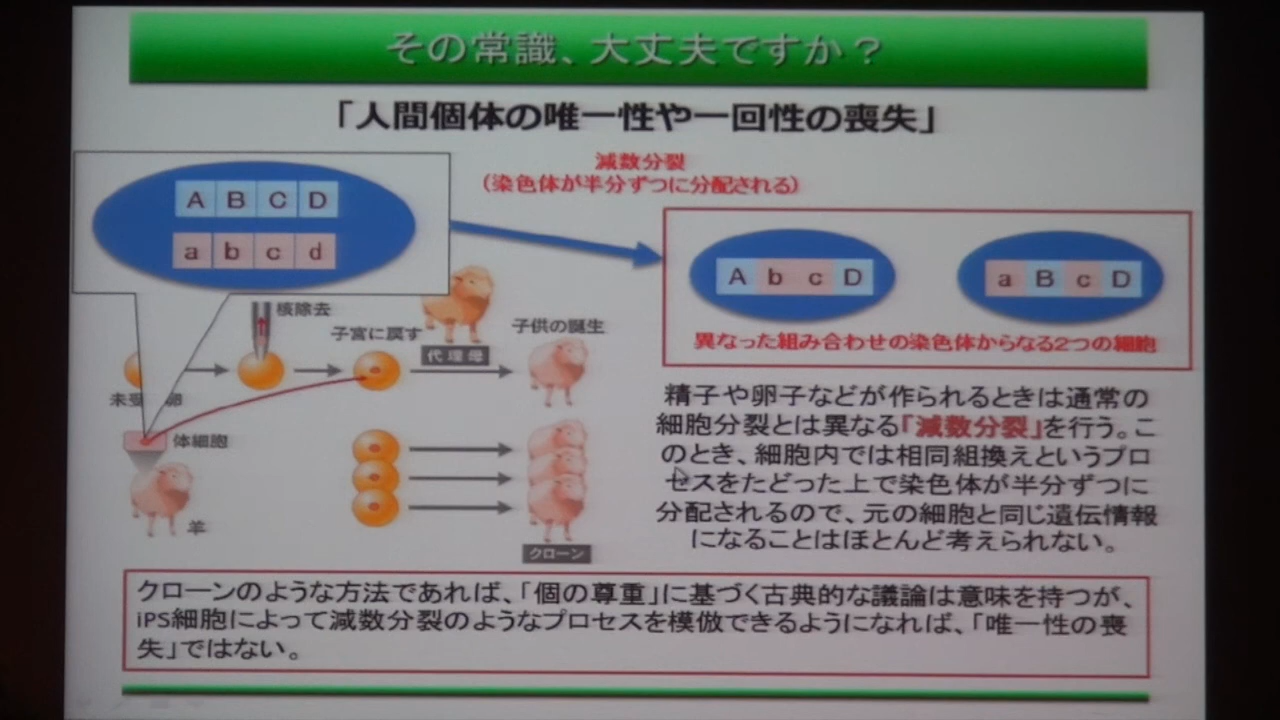 その常識、大丈夫ですか？
「人間個体の唯一性や一回性の喪失」
減数分裂
（染色体が半分ずつに分配される）
A B C D
a b c d
A b c D
a B c D
異なった組み合わせの染色体からなる2つの細胞
核除去
子宮に戻す
代理母
子供の誕生
未受 卵
体細胞
羊
クローン
精子や卵子などが作られるときは通常の
細胞分裂とは異なる「減数分裂」を行う。こ
のとき、細胞内では相同組換えというプロ
セスをたどった上で染色体が半分ずつに
分配されるので、元の細胞と同じ遺伝情報
になることはほとんど考えられない。
クローンのような方法であれば、「個の尊重」に基づく古典的な議論は意味を持つが、
iPS細胞によって減数分裂のようなプロセスを模倣できるようになれば、「唯一性の喪
失」ではない。